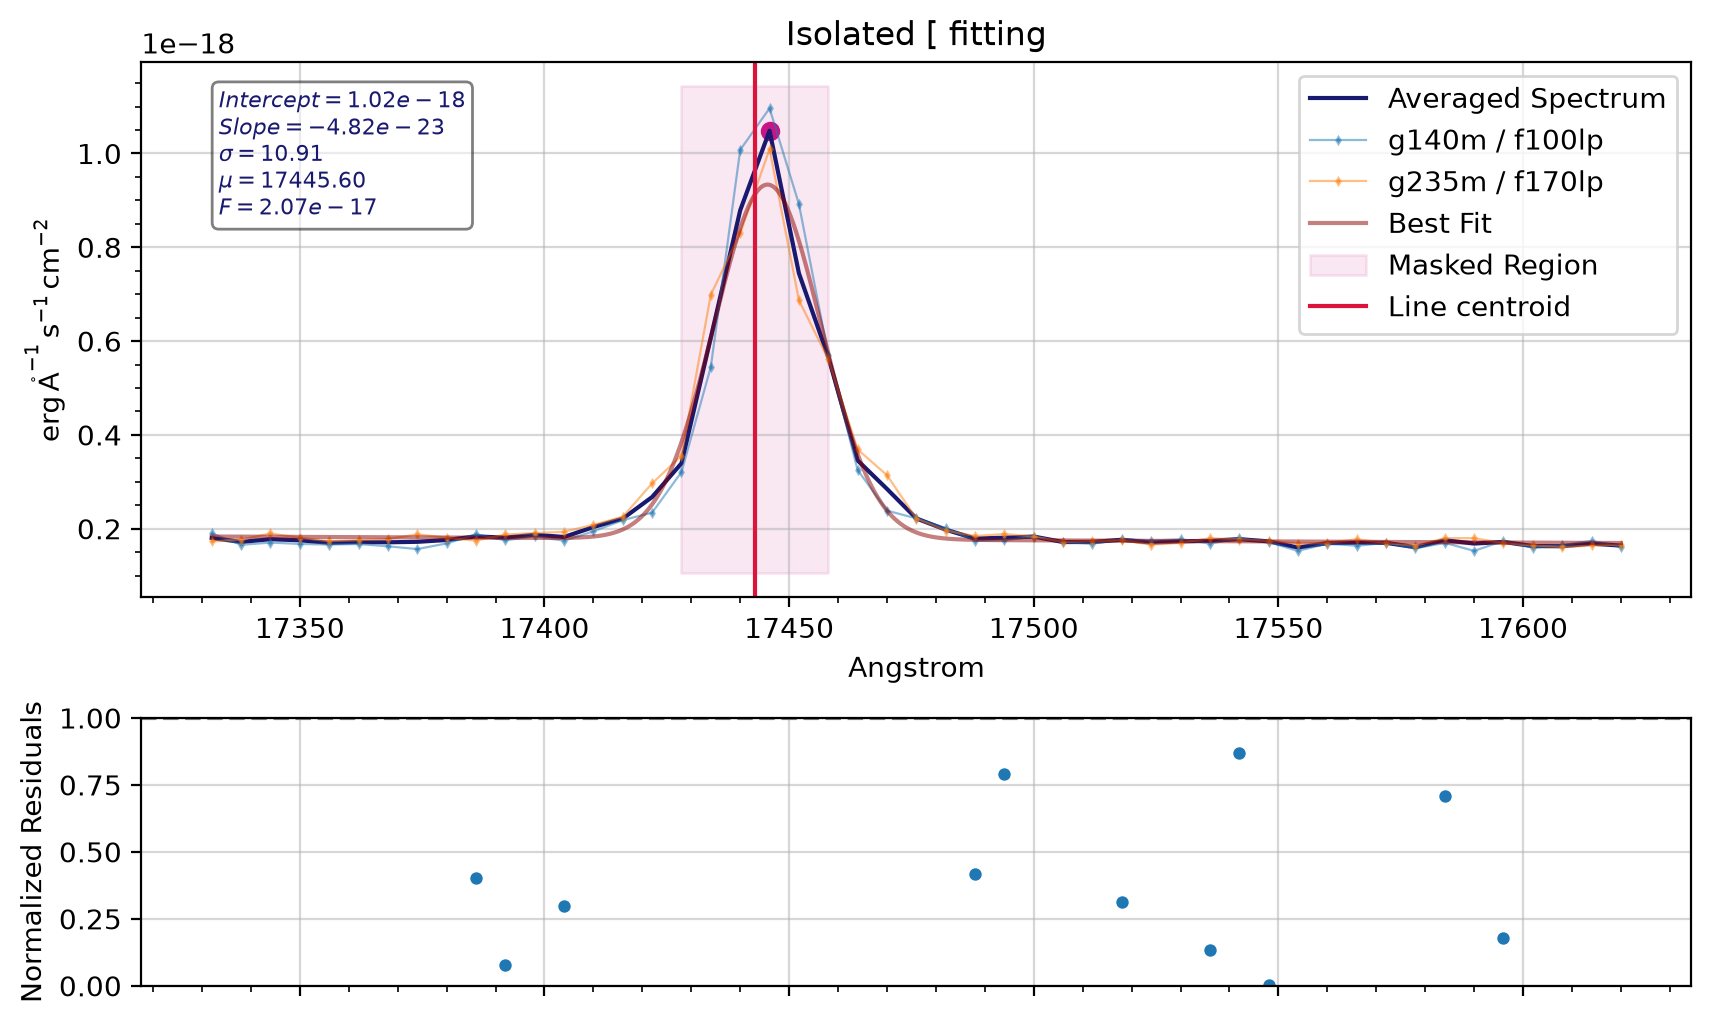 Isolated [ fitting
1e−18
Intercept = 1.02e − 18
Slope = −4.82e − 23
σ = 10.91
μ = 17445.60
F = 2.07e − 17
Averaged Spectrum
g140m / f100lp
g235m / f170lp
Best Fit
Masked Region
Line centroid
erg Å⁻¹ s⁻¹ cm⁻²
1.0
0.8
0.6
0.4
0.2
17350 17400 17450 17500 17550 17600
Angstrom
Normalized Residuals
1.00
0.75
0.50
0.25
0.00